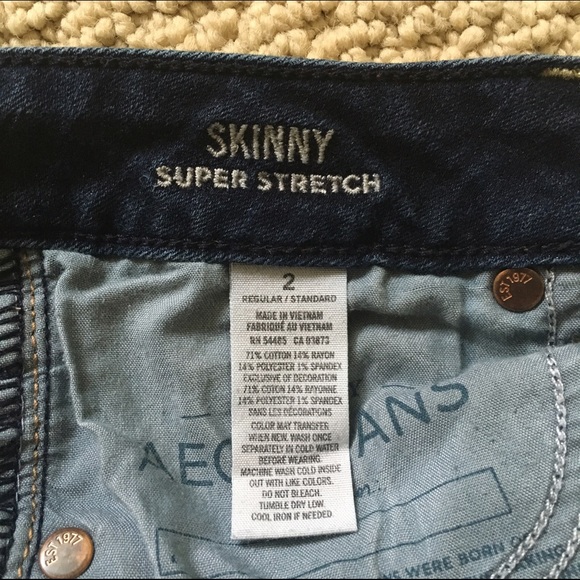 SKINNY
SUPER STRETCH
2
REGULAR / STANDARD
MADE IN VIETNAM
FABRIQUÉ AU VIETNAM
RN 54485 CA 03873
71% COTTON 14% RAYON
14% POLYESTER 1% SPANDEX
EXCLUSIVE OF DECORATION
71% COTON 14% RAYONNE
14% POLYESTER 1% SPANDEX
SANS LES DÉCORATIONS
COLOR MAY TRANSFER
WHEN NEW. WASH ONCE
SEPARATELY IN COLD WATER
BEFORE WEARING.
MACHINE WASH COLD INSIDE
OUT WITH LIKE COLORS.
DO NOT BLEACH.
TUMBLE DRY LOW.
COOL IRON IF NEEDED.
EST 1977
AEO ANS
WERE BORN
EST 1977